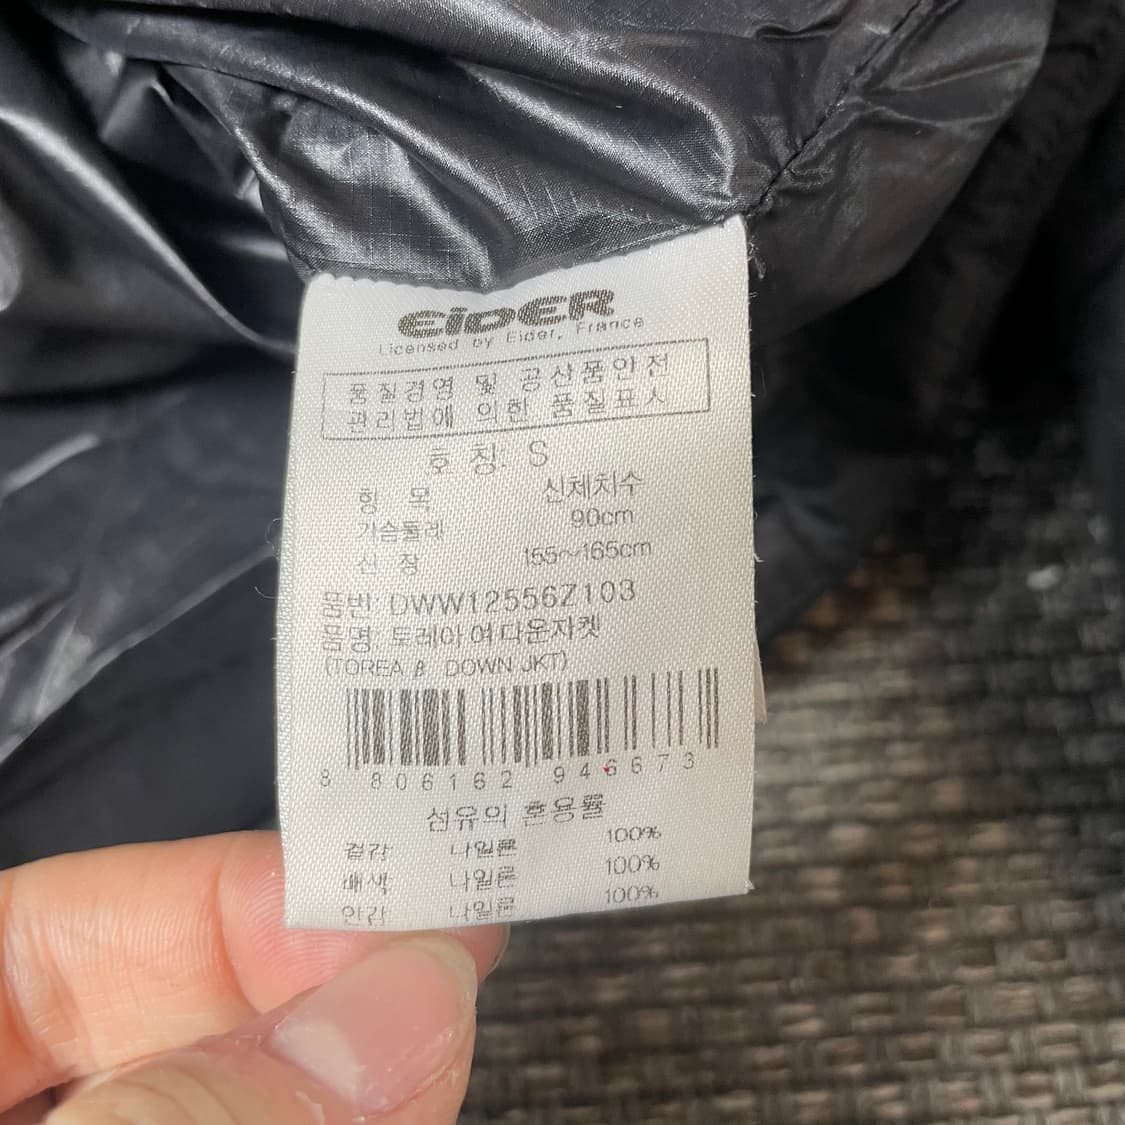 EiDER
Licensed by Eider, France
품질경영 및 공산품안전
관리법에 의한 품질표시
호 칭. S
항 목 신체치수
가슴둘레 90cm
신 장 155~165cm
품번: DWW12556Z103
품명: 토레아 여다운자켓
(TOREA β DOWN JKT)
8 806162 946673
섬유의 혼용률
겉감 나일론 100%
배색 나일론 100%
안감 나일론 100%